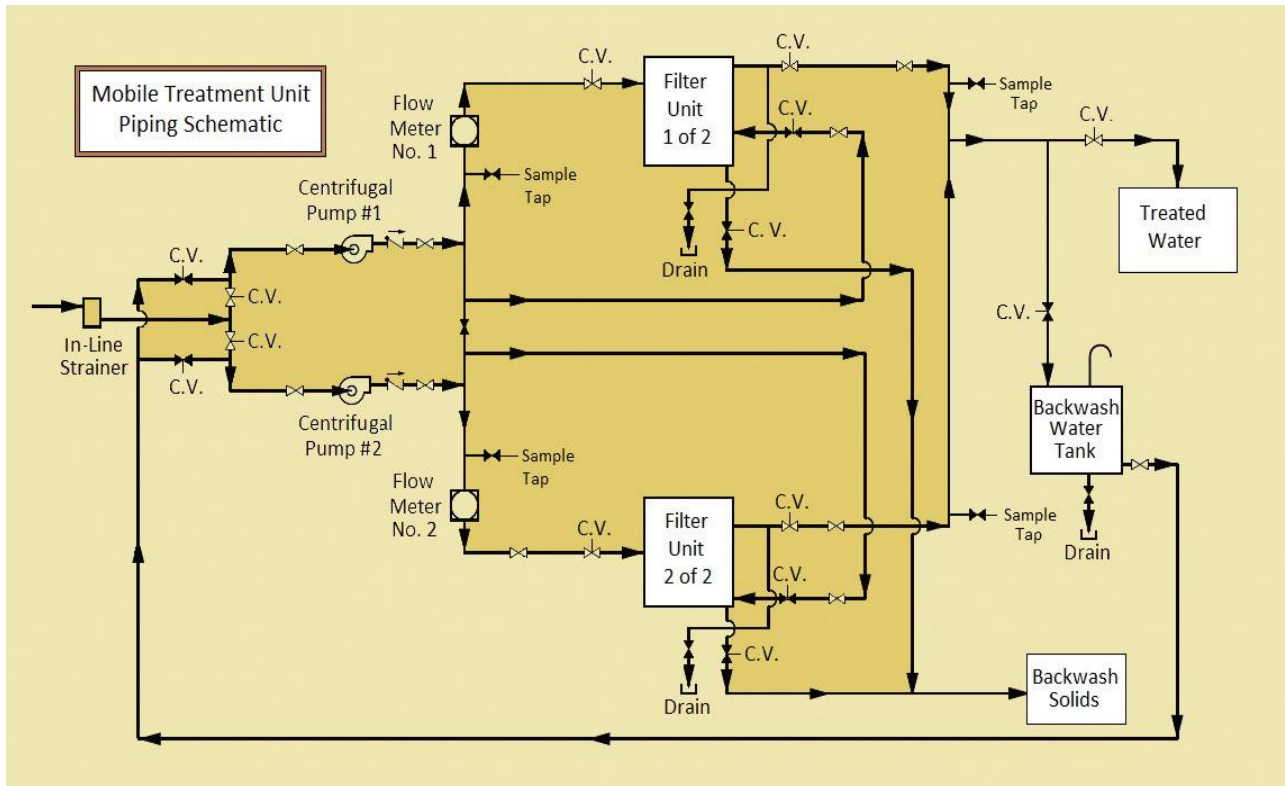 Mobile Treatment Unit
Piping Schematic
C.V.
Flow
Meter
No. 1
Filter
Unit
1 of 2
C.V.
C.V.
Sample
Tap
C.V.
Sample
Tap
Centrifugal
Pump #1
C. V.
Drain
Treated
Water
C.V.
C.V.
C.V.
C.V.
In-Line
Strainer
C.V.
Centrifugal
Pump #2
Backwash
Water
Tank
Sample
Tap
Flow
Meter
No. 2
C.V.
Filter
Unit
2 of 2
C.V.
C.V.
Sample
Tap
Drain
C.V.
Drain
Backwash
Solids